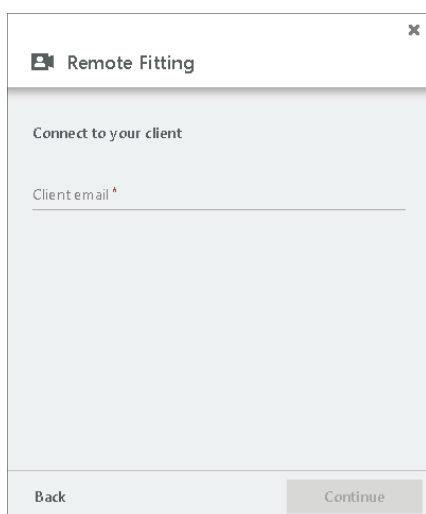 Remote Fitting
Connect to your client
Client email *
Back
Continue